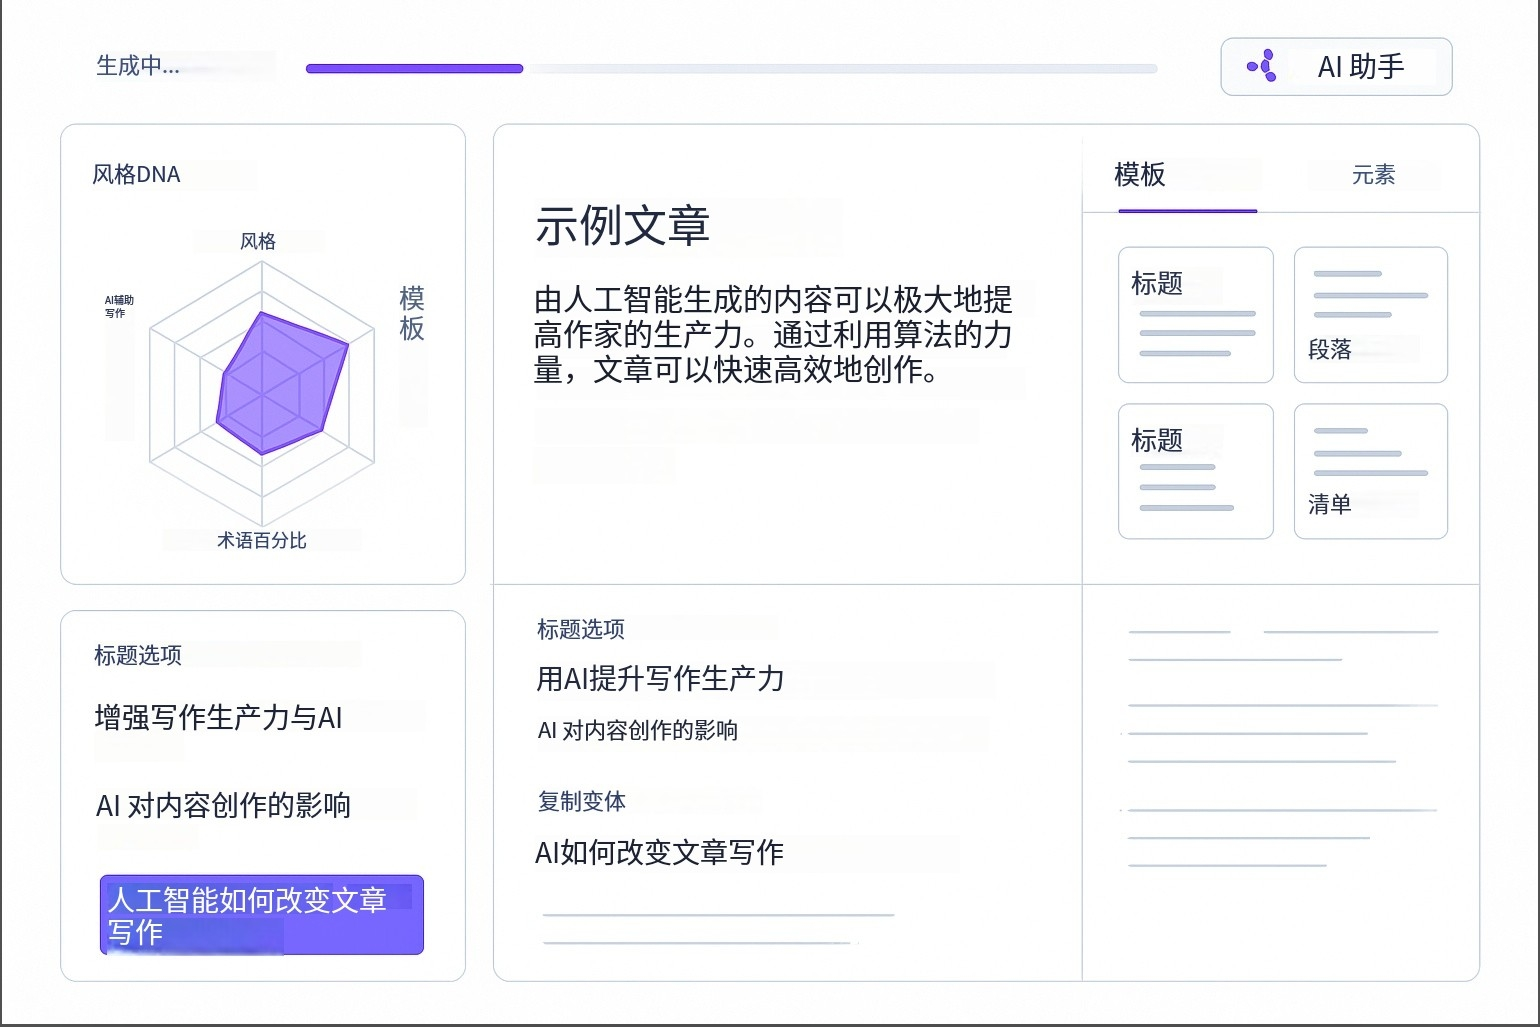 生成中...
AI 助手
风格DNA
风格
AI辅助
写作
模板
术语百分比
示例文章
由人工智能生成的内容可以极大地提
高作家的生产力。通过利用算法的力
量，文章可以快速高效地创作。
模板
元素
标题
段落
标题
清单
标题选项
增强写作生产力与AI
AI 对内容创作的影响
人工智能如何改变文章
写作
标题选项
用AI提升写作生产力
AI 对内容创作的影响
复制变体
AI如何改变文章写作